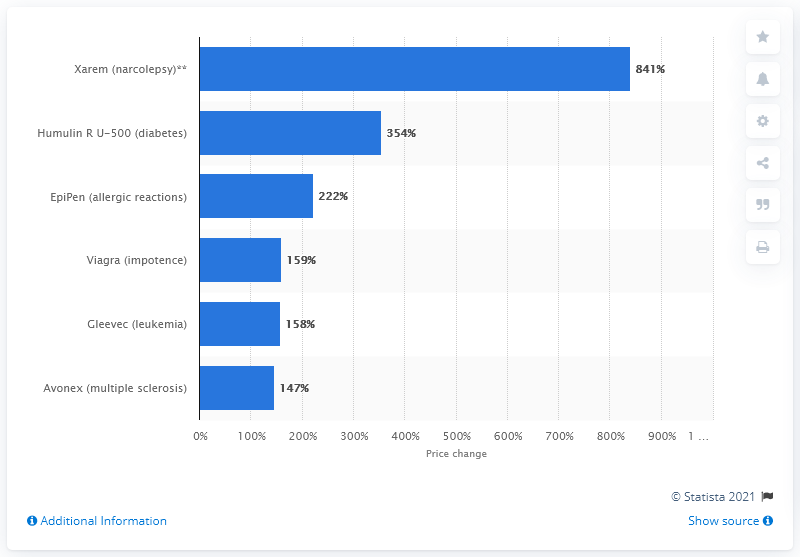 Xarem (narcolepsy)** 841%
Humulin R U-500 (diabetes) 354%
EpiPen (allergic reactions) 222%
Viagra (impotence) 159%
Gleevec (leukemia) 158%
Avonex (multiple sclerosis) 147%
0% 100% 200% 300% 400% 500% 600% 700% 800% 900% 1 ...
Price change
© Statista 2021
Additional Information Show source